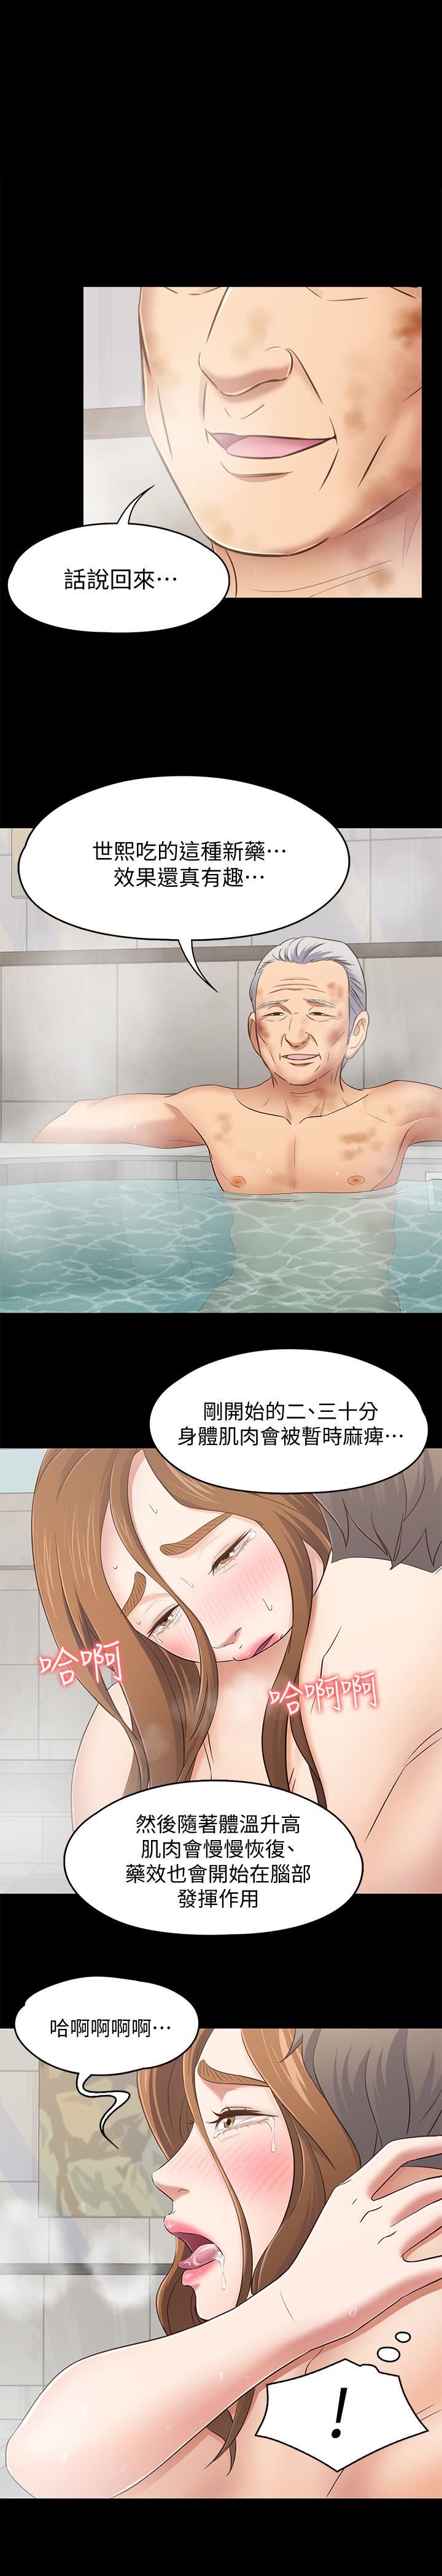 話說回來⋯
世熙吃的這種新藥⋯
效果還真有趣⋯
剛開始的二、三十分
身體肌肉會被暫時麻痺⋯
哈啊
哈啊啊
然後隨著體溫升高
肌肉會慢慢恢復、
藥效也會開始在腦部
發揮作用
哈啊啊啊啊⋯
!